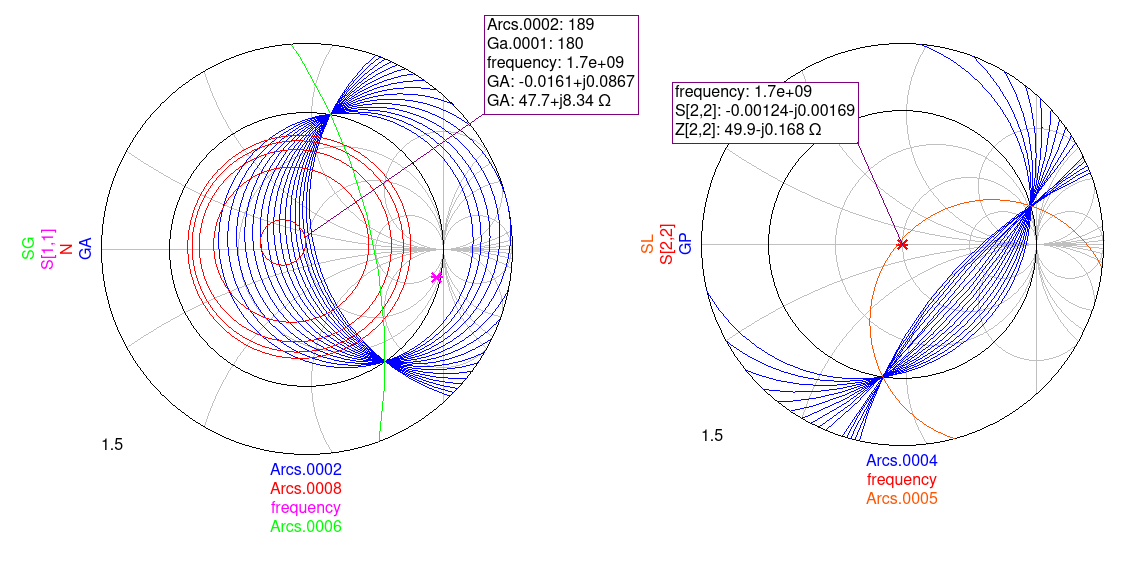 Arcs.0002: 189
Ga.0001: 180
frequency: 1.7e+09
GA: -0.0161+j0.0867
GA: 47.7+j8.34 Ω
frequency: 1.7e+09
S[2,2]: -0.00124-j0.00169
Z[2,2]: 49.9-j0.168 Ω
SG
S[1,1]
N
GA
1.5
Arcs.0002
Arcs.0008
frequency
Arcs.0006
SL
S[2,2]
GP
1.5
Arcs.0004
frequency
Arcs.0005